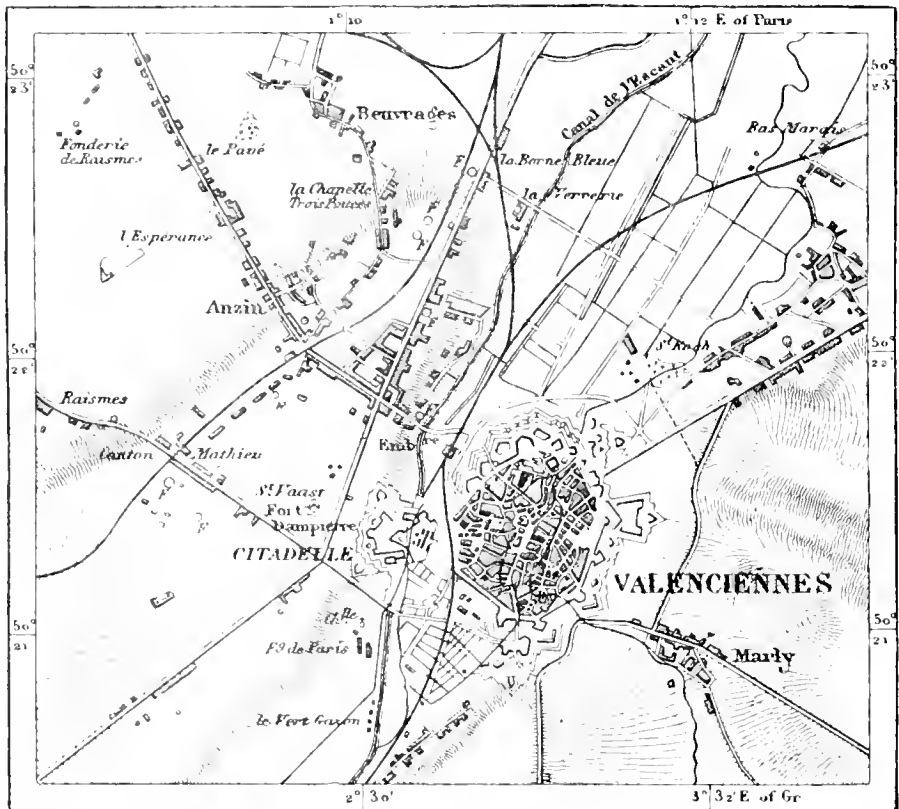 1° 10
1° 12 E of Paris
50°
23'
50°
23'
Beuvrages
Canal de l'Escaut
Ras Marais
Fonderie
de Raismes
le Pavé
la Borne Bleue
la Chapelle
Trois Pouces
la Verrerie
l'Espérance
Anzin
50°
22'
50°
22'
St Roch
Raismes
Canton Mathieu
St Vaast
Fort
Dampierre
CITADELLE
VALENCIENNES
50°
21'
50°
21'
Fg de Paris
Marly
le Vert Gazon
2° 30'
3° 32' E of Gr